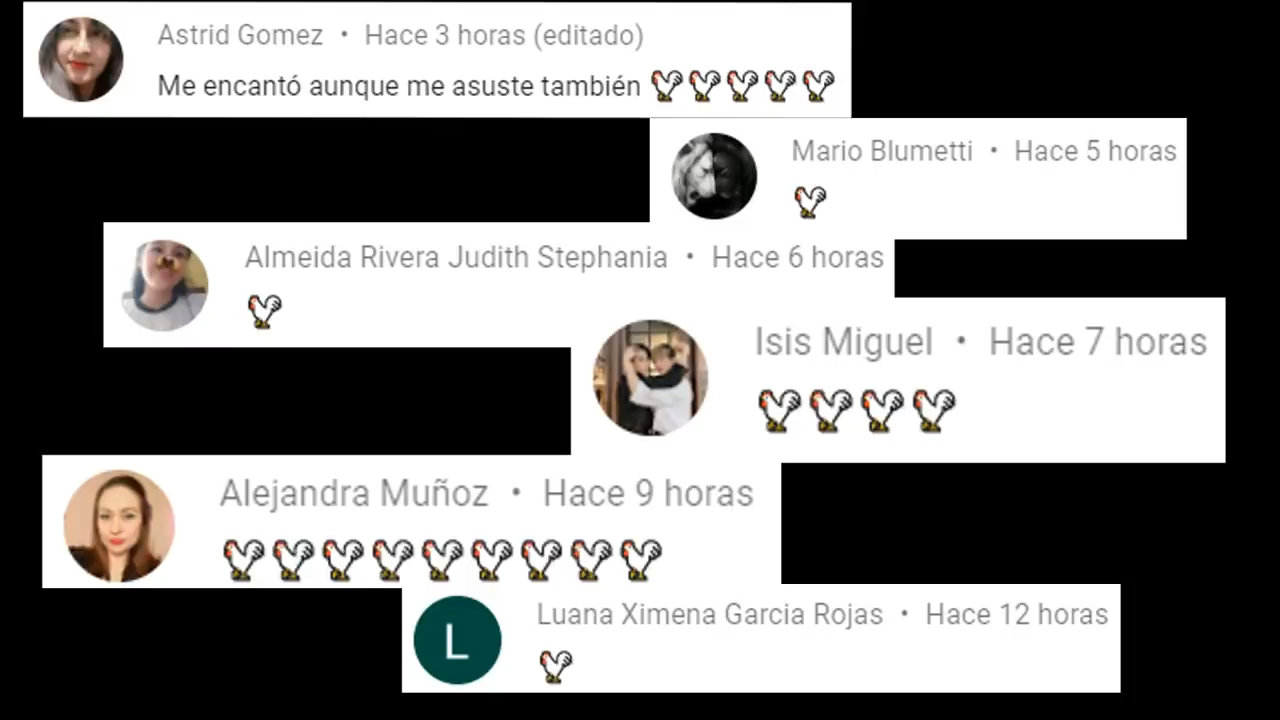 Astrid Gomez • Hace 3 horas (editado)
Me encantó aunque me asuste también 🐓🐓🐓🐓🐓
Mario Blumetti • Hace 5 horas
🐓
Almeida Rivera Judith Stephania • Hace 6 horas
🐓
Isis Miguel • Hace 7 horas
🐓🐓🐓🐓
Alejandra Muñoz • Hace 9 horas
🐓🐓🐓🐓🐓🐓🐓🐓🐓
L
Luana Ximena Garcia Rojas • Hace 12 horas
🐓